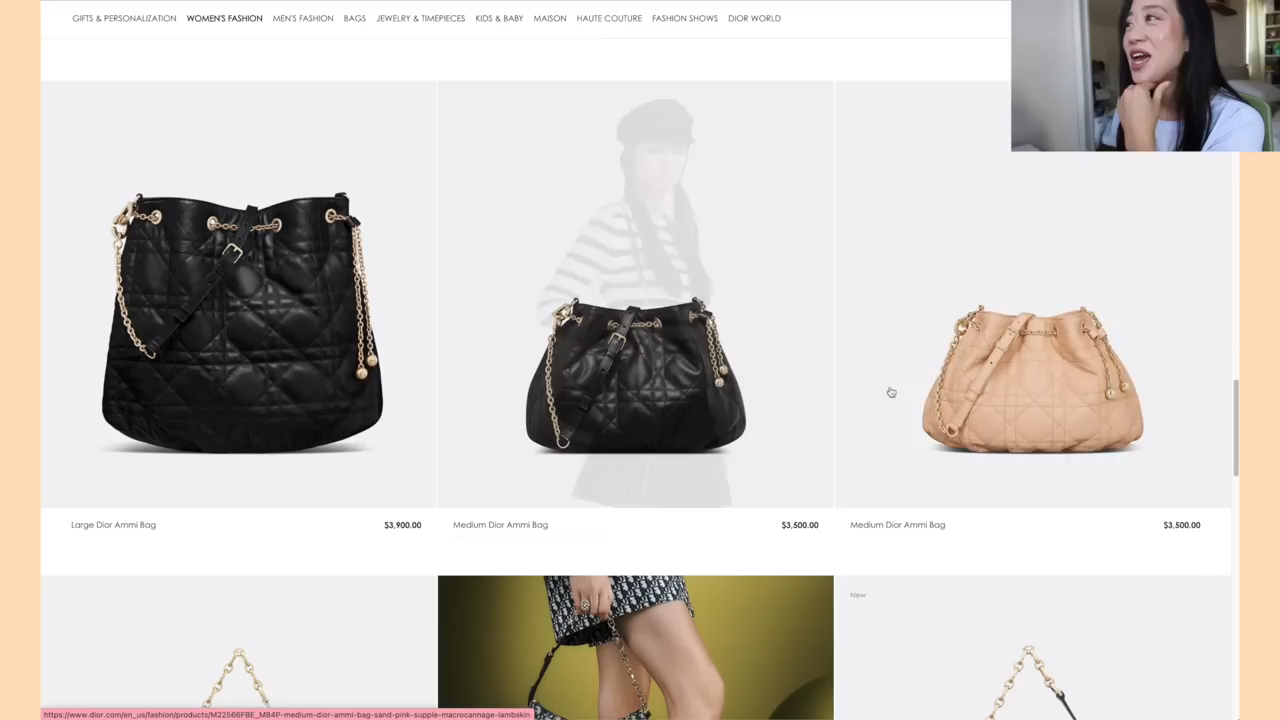 GIFTS & PERSONALIZATION WOMEN'S FASHION MEN'S FASHION BAGS JEWELRY & TIMEPIECES KIDS & BABY MAISON HAUTE COUTURE FASHION SHOWS DIOR WORLD
Large Dior Ammi Bag $3,900.00 Medium Dior Ammi Bag $3,500.00 Medium Dior Ammi Bag $3,500.00
New
https://www.dior.com/en_us/fashion/products/M22566FBE_M84P-medium-dior-ammi-bag-sand-pink-supple-macrocannage-lambskin